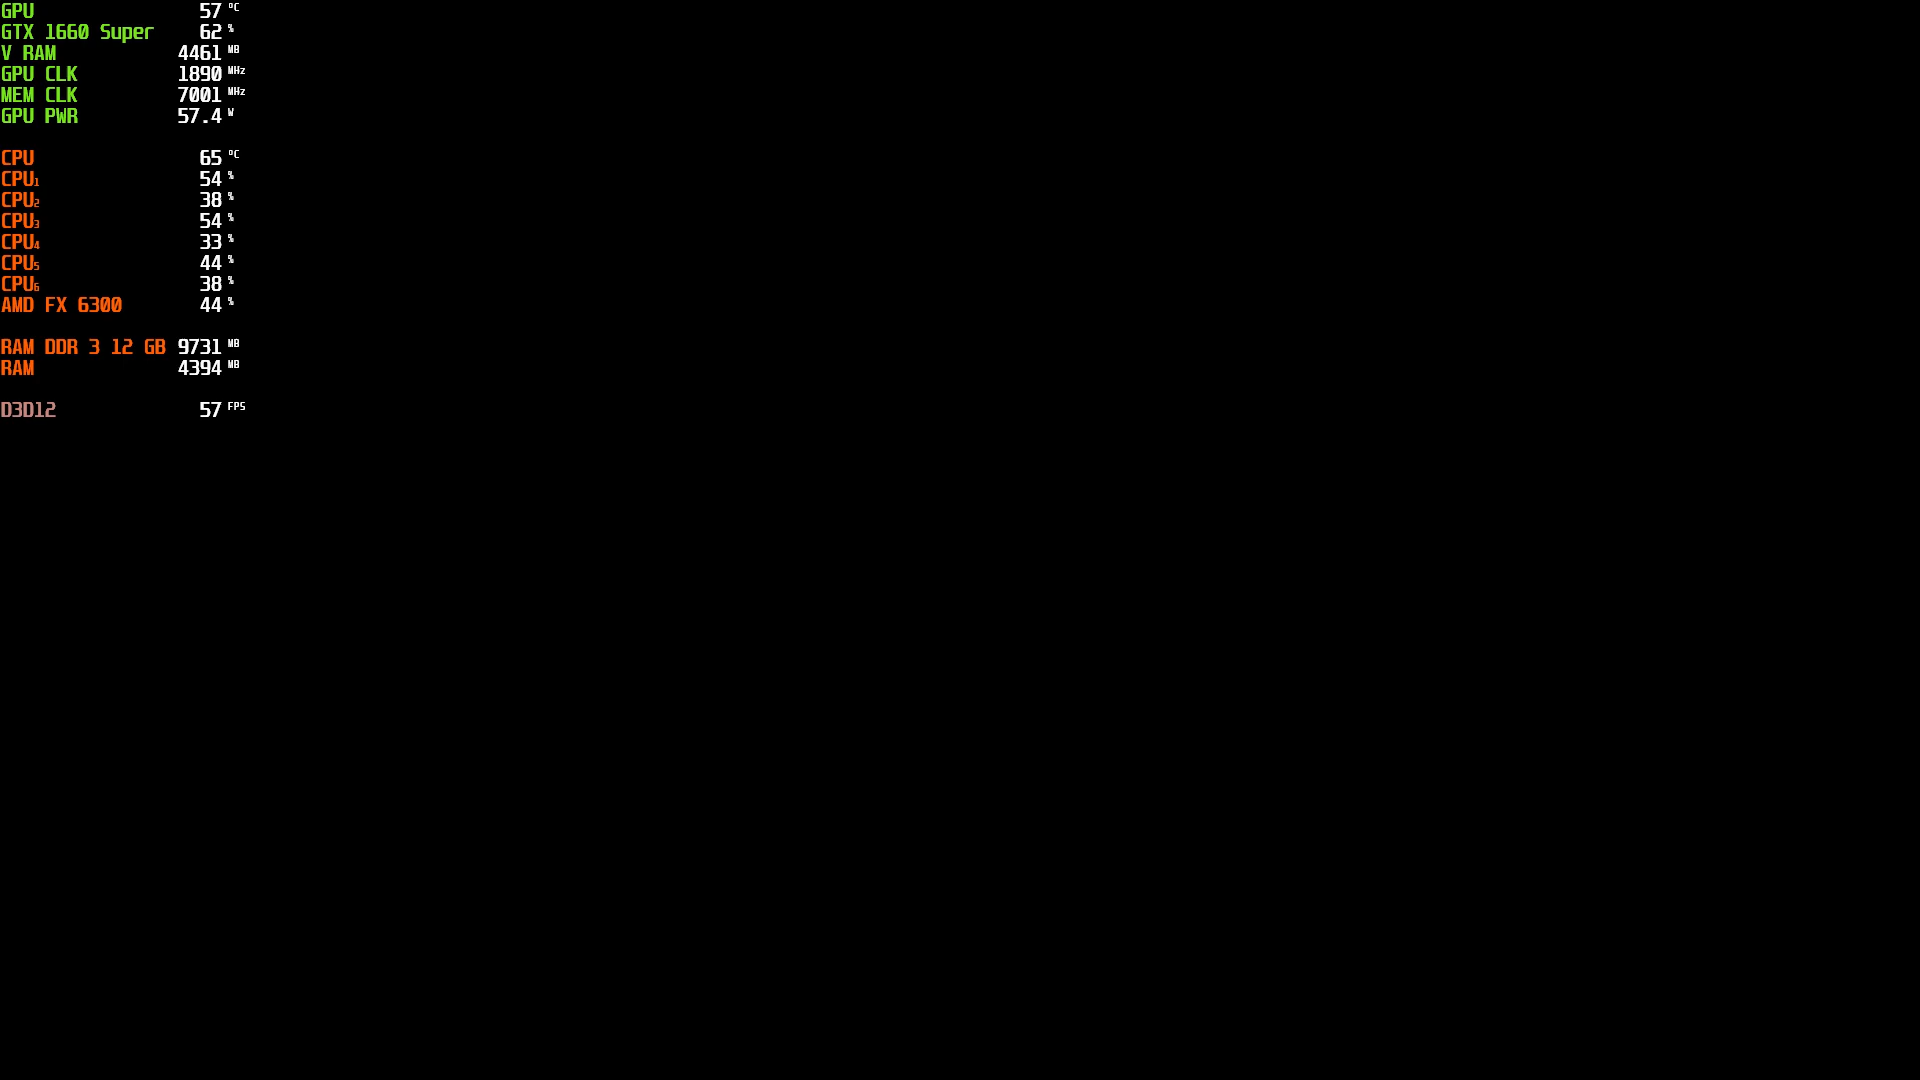 GPU 57 °C
GTX 1660 Super 62 %
V RAM 4461 MB
GPU CLK 1890 MHz
MEM CLK 7001 MHz
GPU PWR 57.4 W
CPU 65 °C
CPU1 54 %
CPU2 38 %
CPU3 54 %
CPU4 33 %
CPU5 44 %
CPU6 38 %
AMD FX 6300 44 %
RAM DDR 3 12 GB 9731 MB
RAM 4394 MB
D3D12 57 FPS